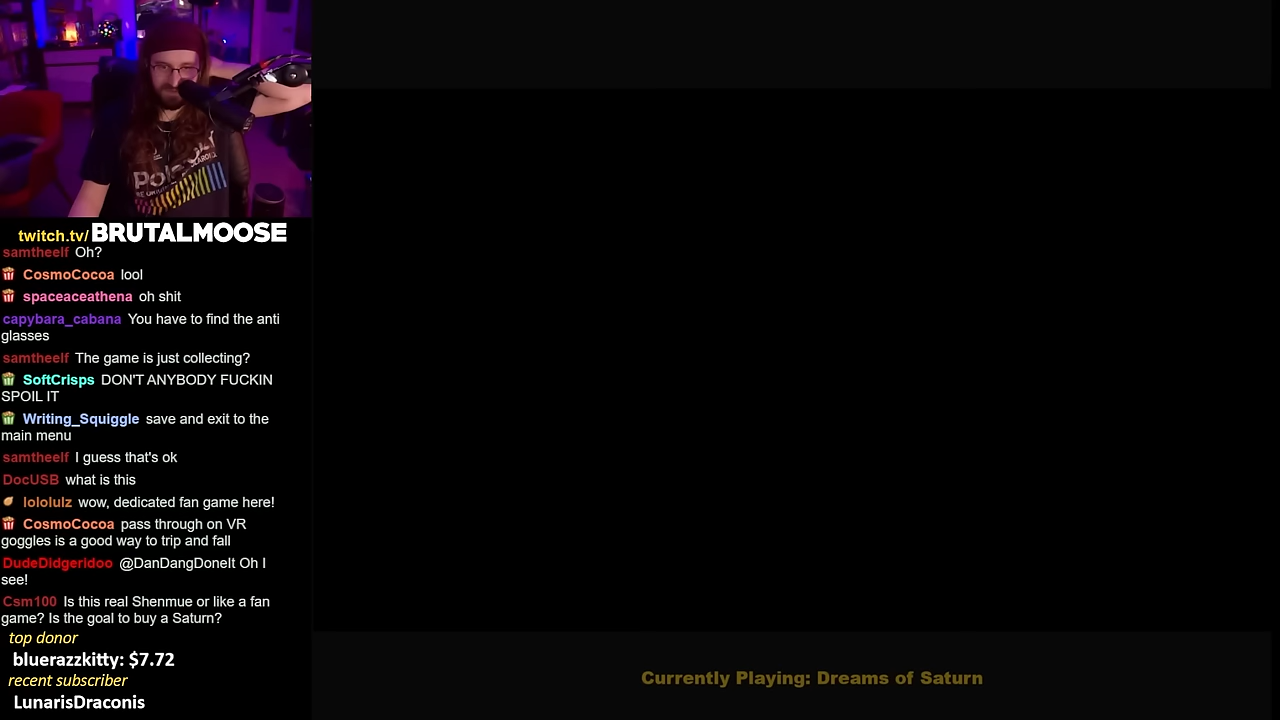 POLAROID
twitch.tv/BRUTALMOOSE
samtheelf Oh?
CosmoCocoa lool
spaceaceathena oh shit
capybara_cabana You have to find the anti
glasses
samtheelf The game is just collecting?
SoftCrisps DON'T ANYBODY FUCKIN
SPOIL IT
Writing_Squiggle save and exit to the
main menu
samtheelf I guess that's ok
DocUSB what is this
lololulz wow, dedicated fan game here!
CosmoCocoa pass through on VR
goggles is a good way to trip and fall
DudeDidgeridoo @DanDangDoneIt Oh I
see!
Csm100 Is this real Shenmue or like a fan
game? Is the goal to buy a Saturn?
top donor
bluerazzkitty: $7.72
recent subscriber
LunarisDraconis
Currently Playing: Dreams of Saturn